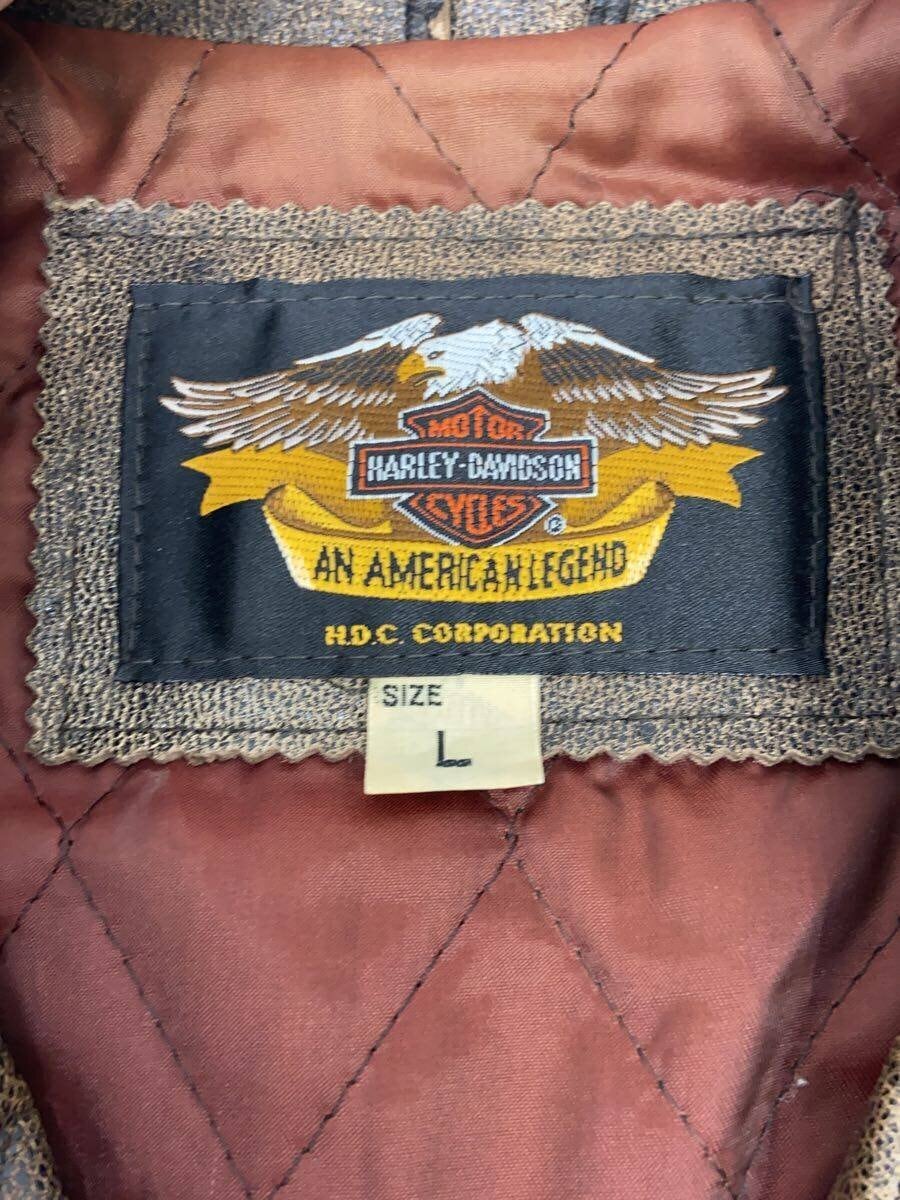 MOTOR
HARLEY-DAVIDSON
CYCLES ®
AN AMERICAN LEGEND
H.D.C. CORPORATION
SIZE
L